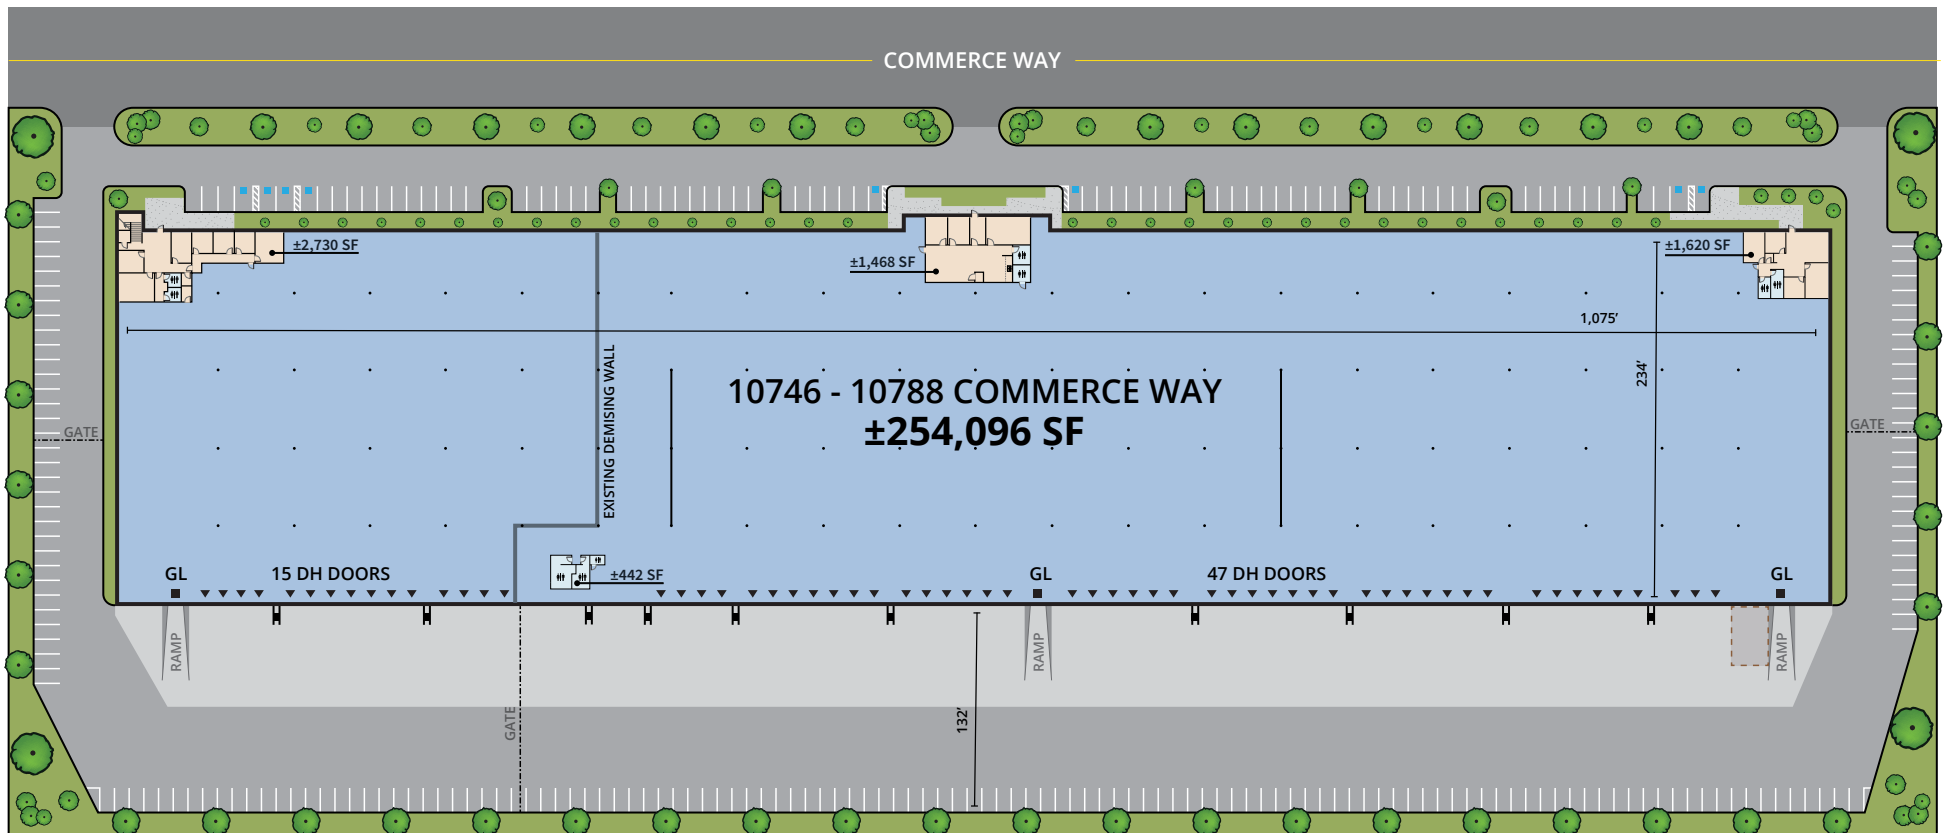 COMMERCE WAY
±2,730 SF
±1,468 SF
±1,620 SF
1,075’
234’
EXISTING DEMISING WALL
10746 - 10788 COMMERCE WAY
±254,096 SF
GATE
GATE
GL
15 DH DOORS
±442 SF
GL
47 DH DOORS
GL
RAMP
RAMP
RAMP
GATE
132’